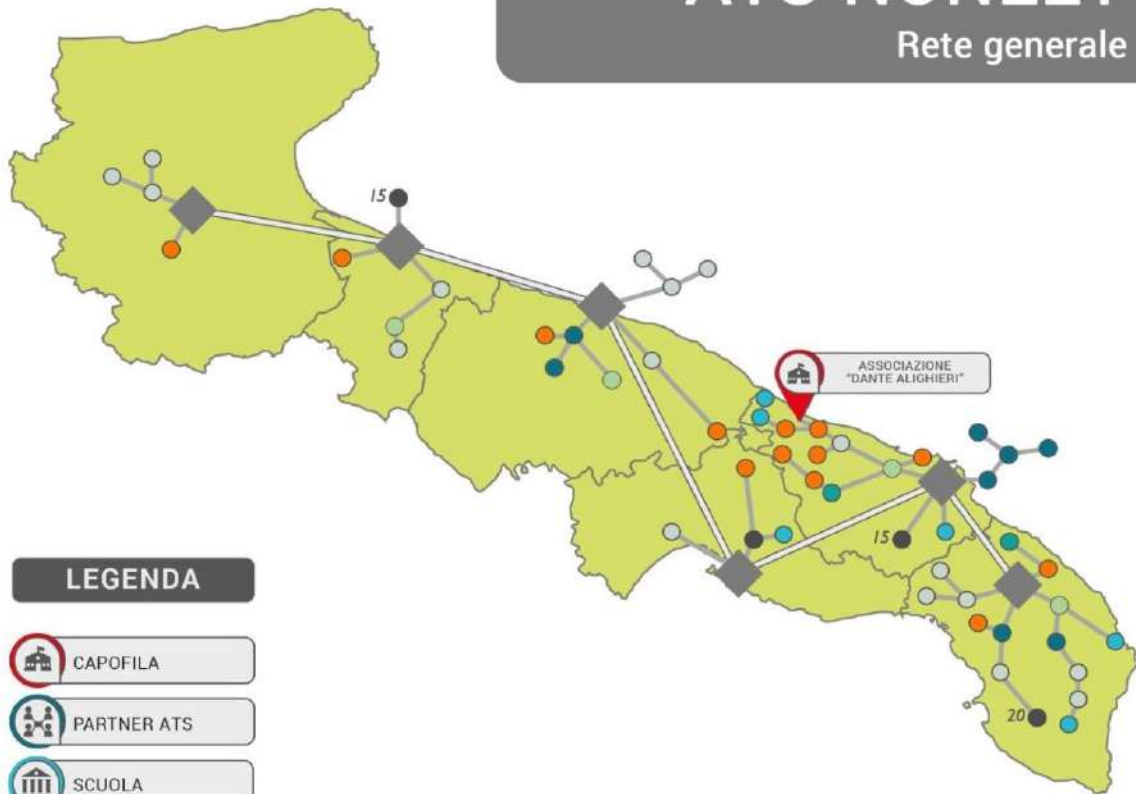 Rete generale
15
ASSOCIAZIONE
"DANTE ALIGHIERI"
15
LEGENDA
CAPOFILA
PARTNER ATS
20
SCUOLA